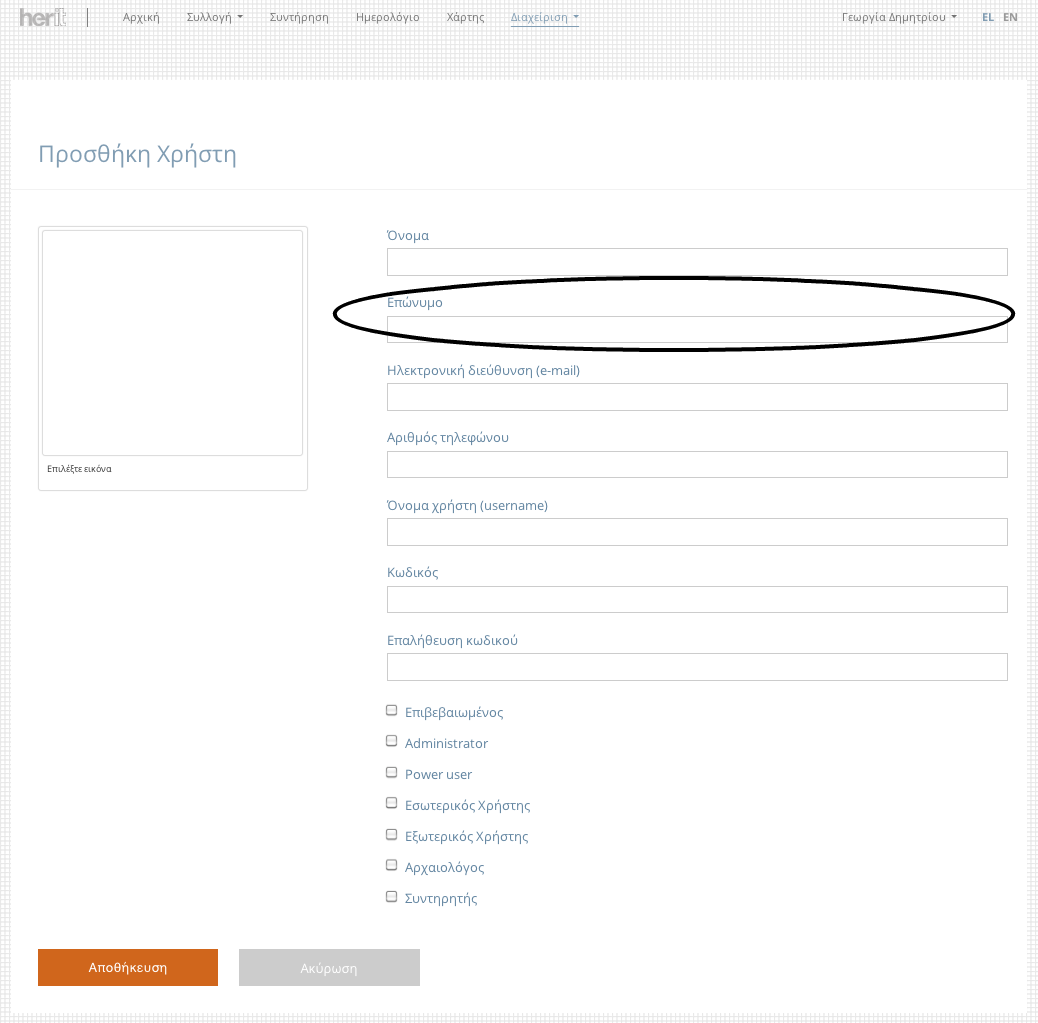 herit Αρχική Συλλογή Συντήρηση Ημερολόγιο Χάρτης Διαχείριση Γεωργία Δημητρίου EL EN
Προσθήκη Χρήστη
Όνομα
Επώνυμο
Ηλεκτρονική διεύθυνση (e-mail)
Αριθμός τηλεφώνου
Επιλέξτε εικόνα
Όνομα χρήστη (username)
Κωδικός
Επαλήθευση κωδικού
Επιβεβαιωμένος
Administrator
Power user
Εσωτερικός Χρήστης
Εξωτερικός Χρήστης
Αρχαιολόγος
Συντηρητής
Αποθήκευση Ακύρωση